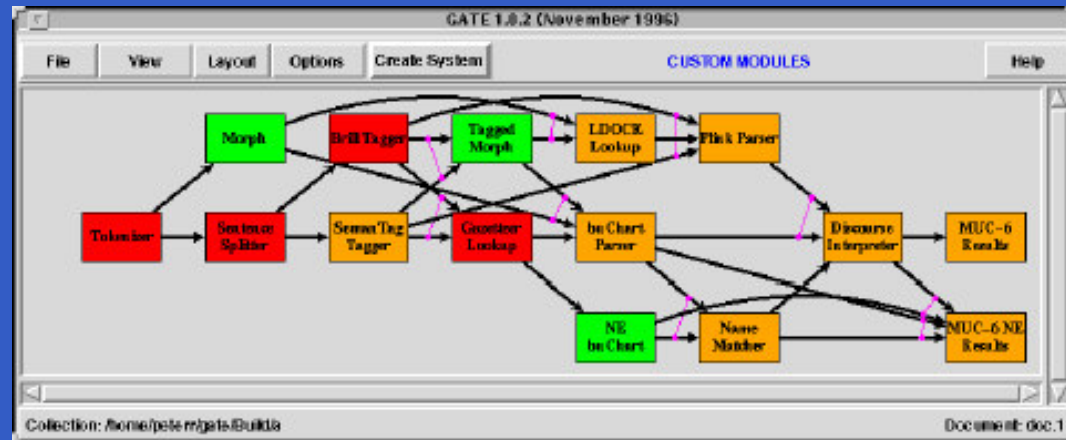 GATE 1.0.2 (November 1996)
File View Layout Options Create System CUSTOM MODULES Help
Morph
Brill Tagger
Tagged
Morph
LDOCE
Lookup
Plink Parser
Tokenizer
Sentence
Splitter
SemanTag
Tagger
Gazetteer
Lookup
buChart
Parser
Discourse
Interpreter
MUC-6
Results
NE
buChart
Name
Matcher
MUC-6 NE
Results
Collection: /home/peterr/gate/Build/a Document: doc.1